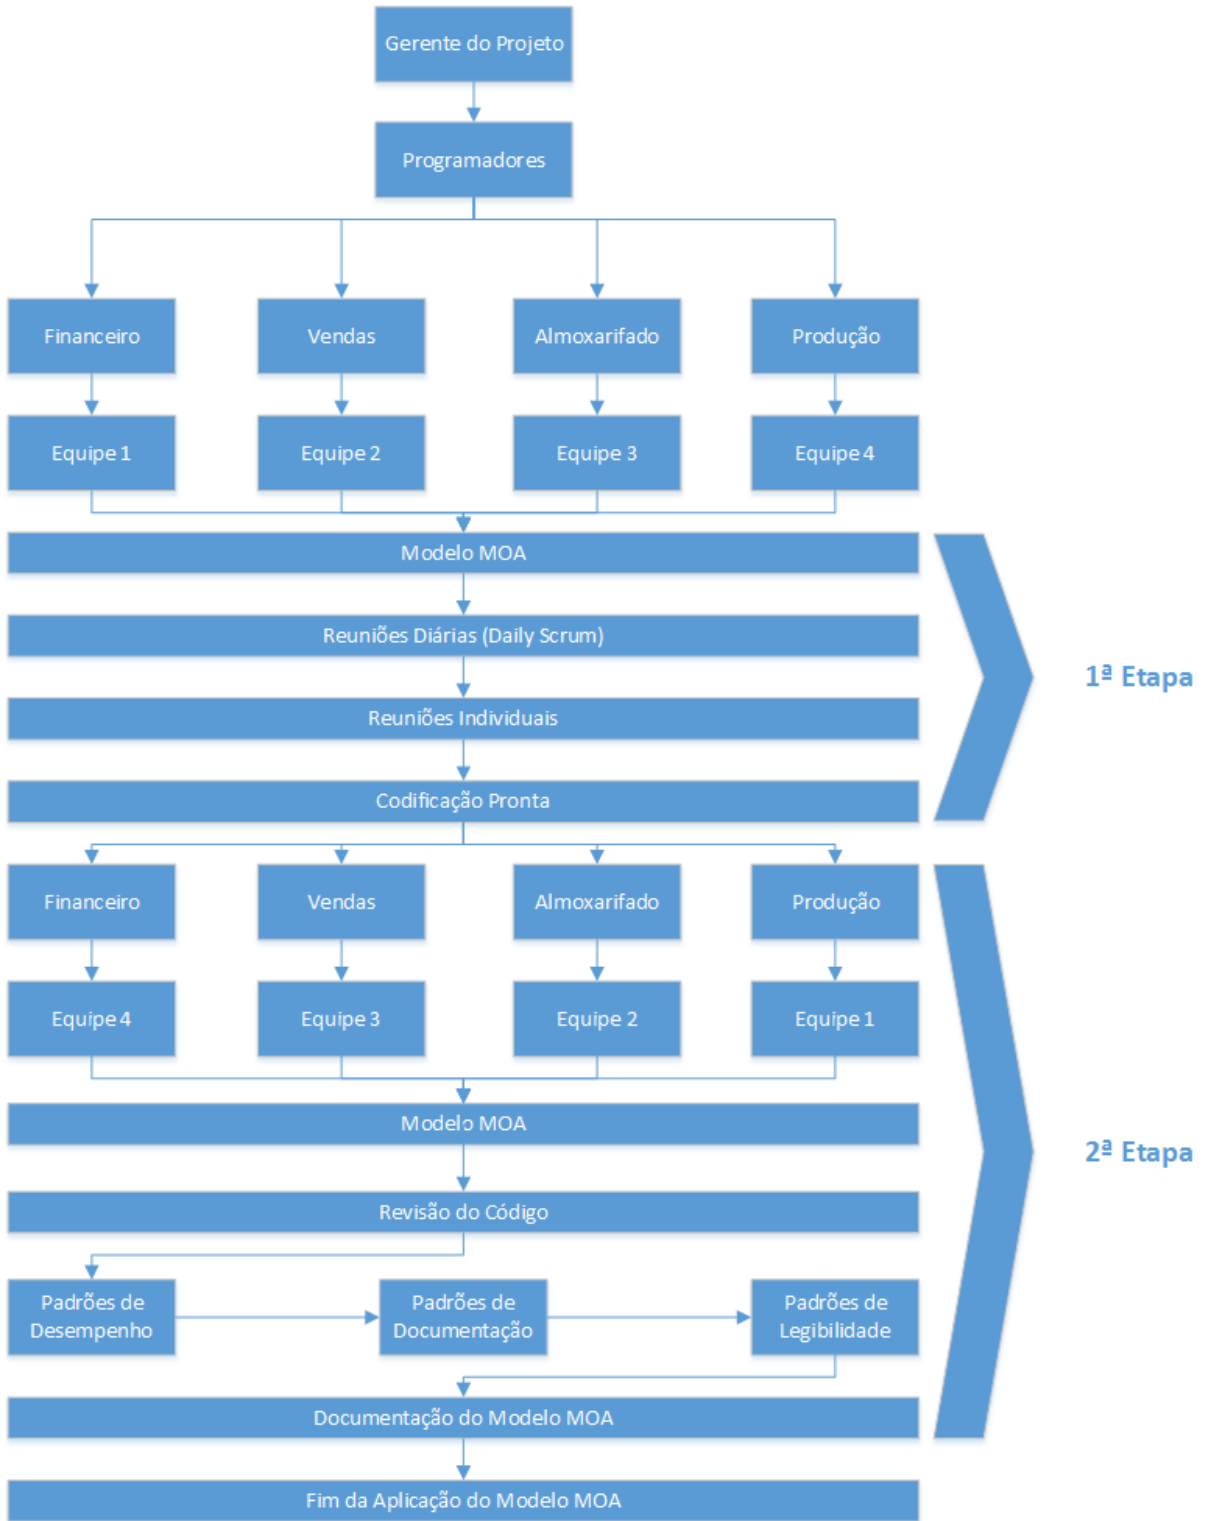 Gerente do Projeto
Programadores
Financeiro
Vendas
Almoxarifado
Produção
Equipe 1
Equipe 2
Equipe 3
Equipe 4
Modelo MOA
Reuniões Diárias (Daily Scrum)
Reuniões Individuais
Codificação Pronta
1ª Etapa
Financeiro
Vendas
Almoxarifado
Produção
Equipe 4
Equipe 3
Equipe 2
Equipe 1
Modelo MOA
Revisão do Código
Padrões de
Desempenho
Padrões de
Documentação
Padrões de
Legibilidade
Documentação do Modelo MOA
2ª Etapa
Fim da Aplicação do Modelo MOA